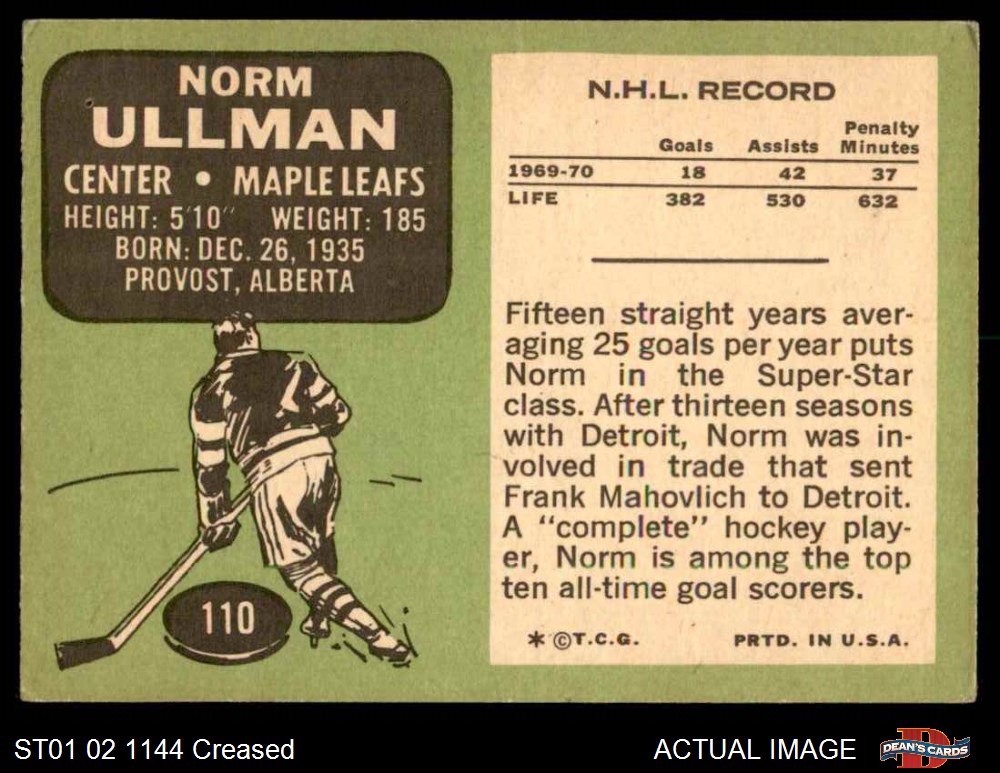 NORM
ULLMAN
CENTER • MAPLE LEAFS
HEIGHT: 5'10" WEIGHT: 185
BORN: DEC. 26, 1935
PROVOST, ALBERTA
110
N.H.L. RECORD
Goals Assists Penalty Minutes
1969-70 18 42 37
LIFE 382 530 632
Fifteen straight years aver-
aging 25 goals per year puts
Norm in the Super-Star
class. After thirteen seasons
with Detroit, Norm was in-
volved in trade that sent
Frank Mahovlich to Detroit.
A "complete" hockey play-
er, Norm is among the top
ten all-time goal scorers.
* © T.C.G. PRTD. IN U.S.A.
ST01 02 1144 Creased
ACTUAL IMAGE
DEAN'S CARDS